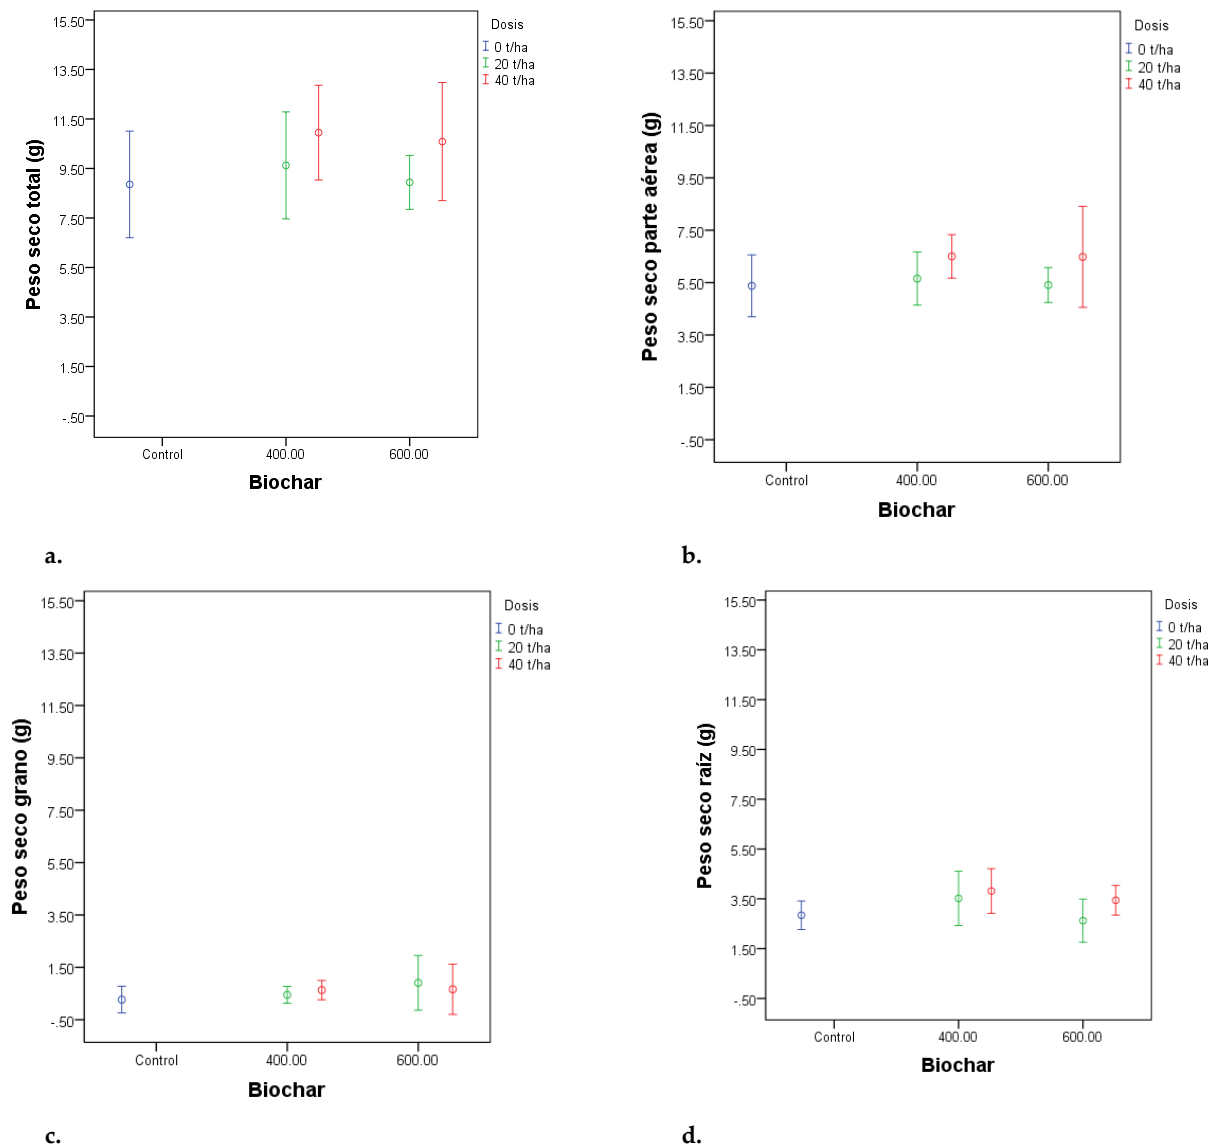 15.50
13.50
11.50
9.50
7.50
5.50
3.50
1.50
-.50
Peso seco total (g)
Control
400.00
600.00
Biochar
Dosis
0 t/ha
20 t/ha
40 t/ha
a.
15.50
13.50
11.50
9.50
7.50
5.50
3.50
1.50
-.50
Peso seco parte aérea (g)
Control
400.00
600.00
Biochar
Dosis
0 t/ha
20 t/ha
40 t/ha
b.
15.50
13.50
11.50
9.50
7.50
5.50
3.50
1.50
-.50
Peso seco grano (g)
Control
400.00
600.00
Biochar
Dosis
0 t/ha
20 t/ha
40 t/ha
c.
15.50
13.50
11.50
9.50
7.50
5.50
3.50
1.50
-.50
Peso seco raíz (g)
Control
400.00
600.00
Biochar
Dosis
0 t/ha
20 t/ha
40 t/ha
d.